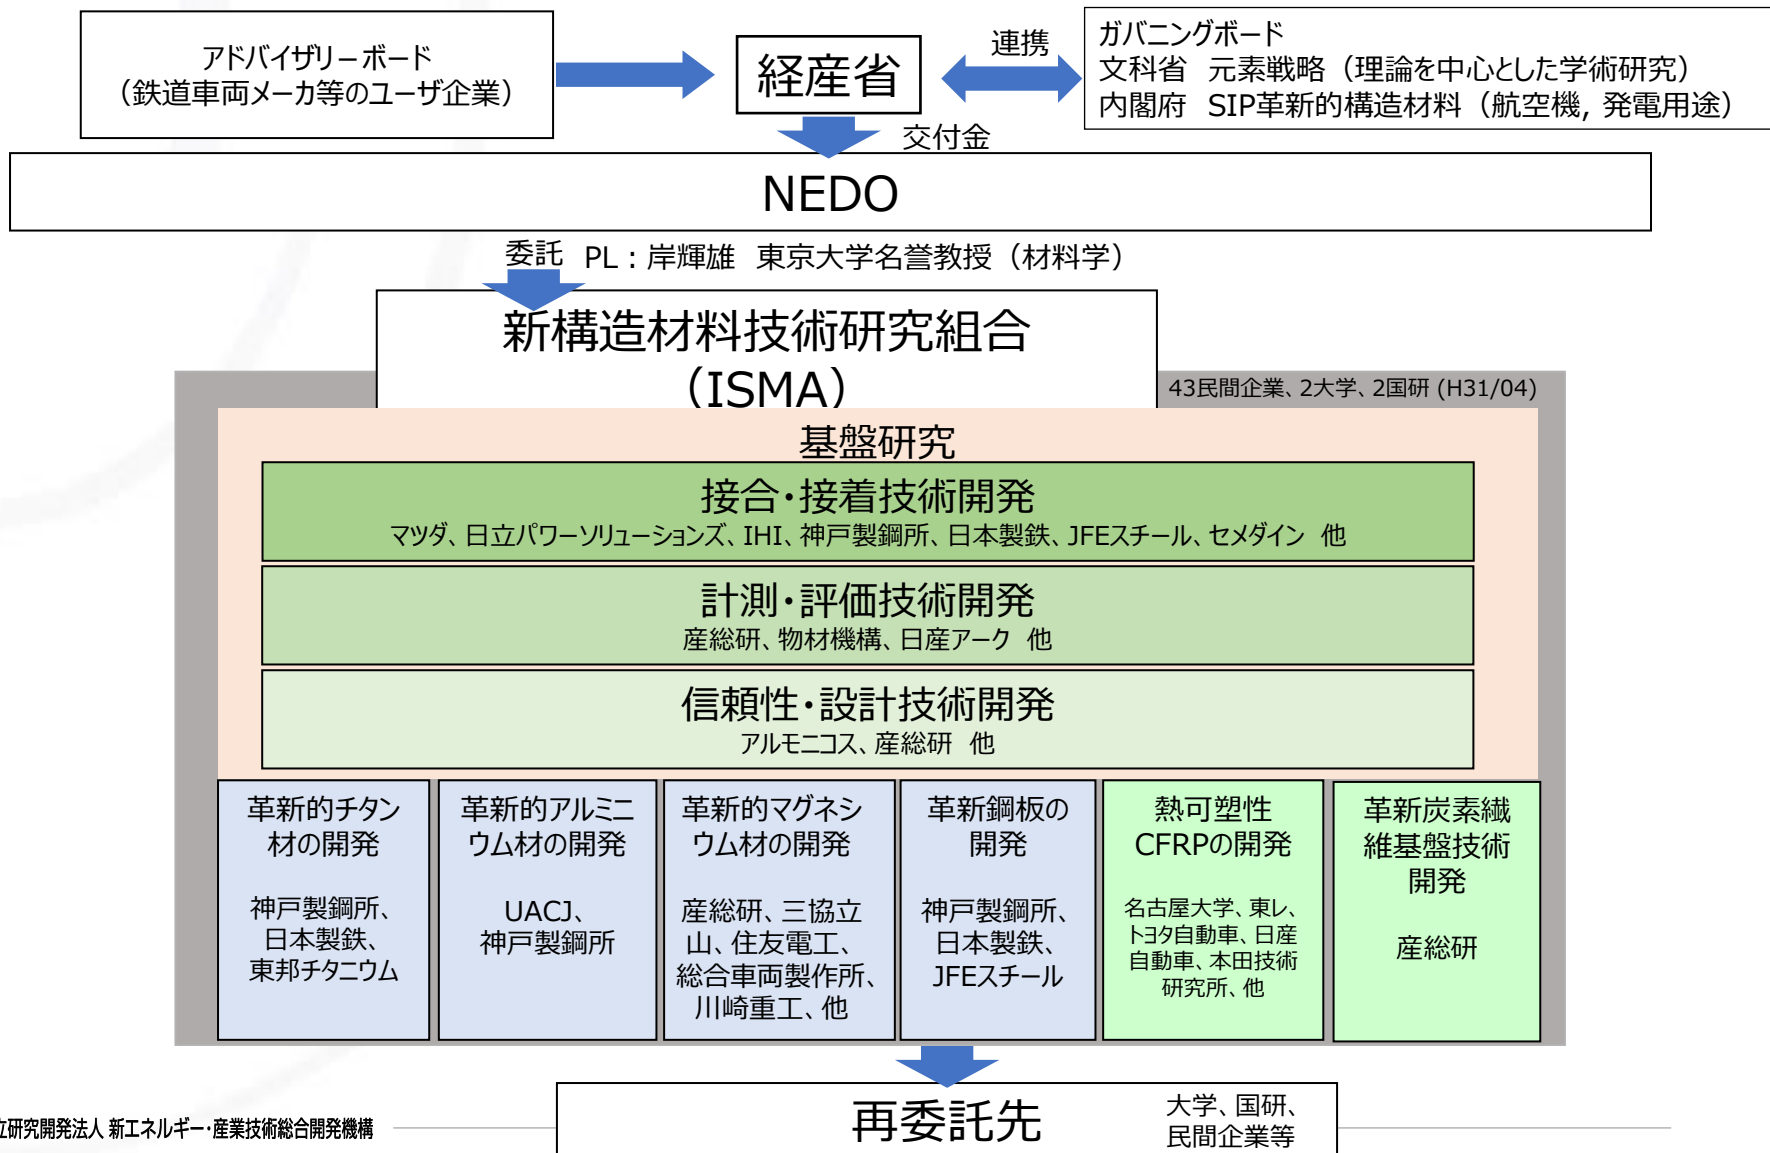 アドバイザリーボード
（鉄道車両メーカ等のユーザ企業）
経産省
連携
ガバニングボード
文科省 元素戦略（理論を中心とした学術研究）
内閣府 SIP革新的構造材料（航空機, 発電用途）
交付金
NEDO
委託 PL：岸輝雄 東京大学名誉教授（材料学）
新構造材料技術研究組合
（ISMA）
43民間企業、2大学、2国研 (H31/04)
基盤研究
接合・接着技術開発
マツダ、日立パワーソリューションズ、IHI、神戸製鋼所、日本製鉄、JFEスチール、セメダイン 他
計測・評価技術開発
産総研、物材機構、日産アーク 他
信頼性・設計技術開発
アルモニコス、産総研 他
革新的チタン
材の開発
神戸製鋼所、
日本製鉄、
東邦チタニウム
革新的アルミニ
ウム材の開発
UACJ、
神戸製鋼所
革新的マグネシ
ウム材の開発
産総研、三協立
山、住友電工、
総合車両製作所、
川崎重工、他
革新鋼板の
開発
神戸製鋼所、
日本製鉄、
JFEスチール
熱可塑性
CFRPの開発
名古屋大学、東レ、
トヨタ自動車、日産
自動車、本田技術
研究所、他
革新炭素繊
維基盤技術
開発
産総研
再委託先
大学、国研、
民間企業等
立研究開発法人 新エネルギー・産業技術総合開発機構